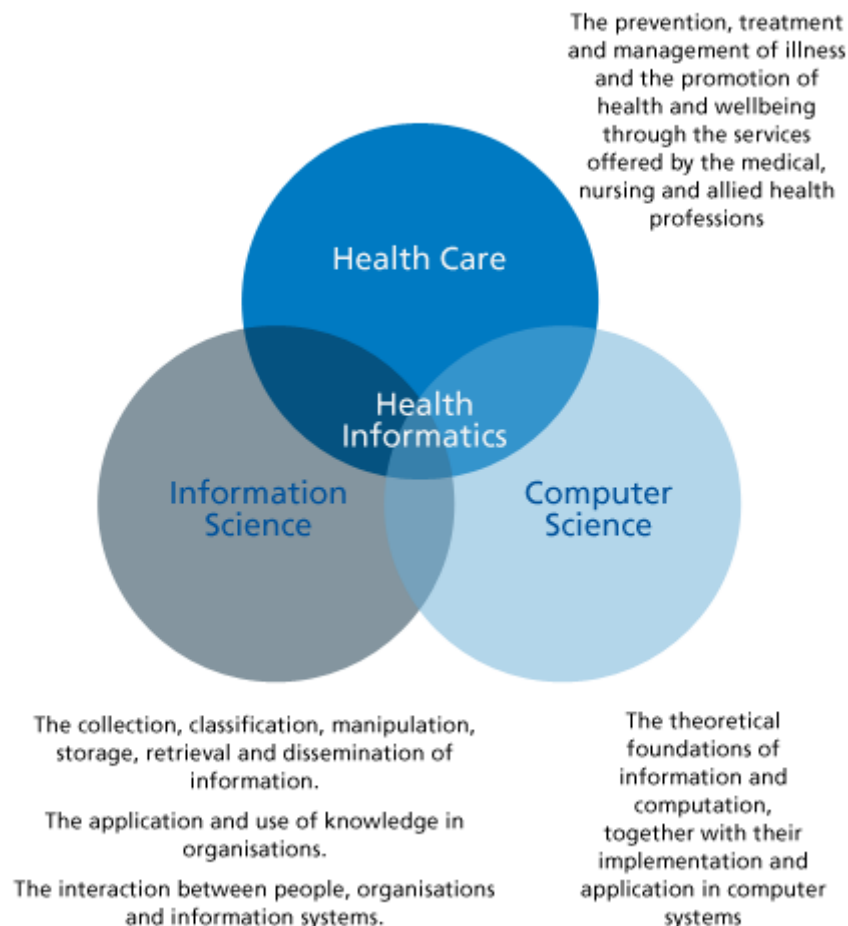 The prevention, treatment
and management of illness
and the promotion of
health and wellbeing
through the services
offered by the medical,
nursing and allied health
professions
Health Care
Health
Informatics
Information
Science
Computer
Science
The collection, classification, manipulation,
storage, retrieval and dissemination of
information.
The application and use of knowledge in
organisations.
The interaction between people, organisations
and information systems.
The theoretical
foundations of
information and
computation,
together with their
implementation and
application in computer
systems